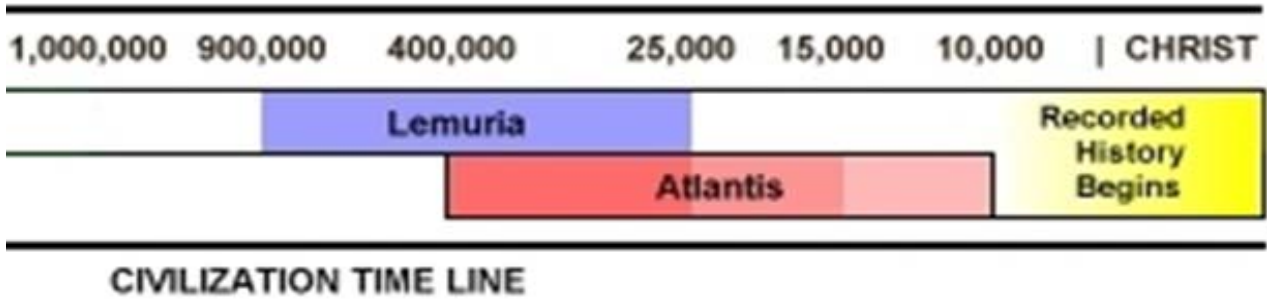 1,000,000 900,000 400,000 25,000 15,000 10,000 | CHRIST
Lemuria
Atlantis
Recorded
History
Begins
CIVILIZATION TIME LINE